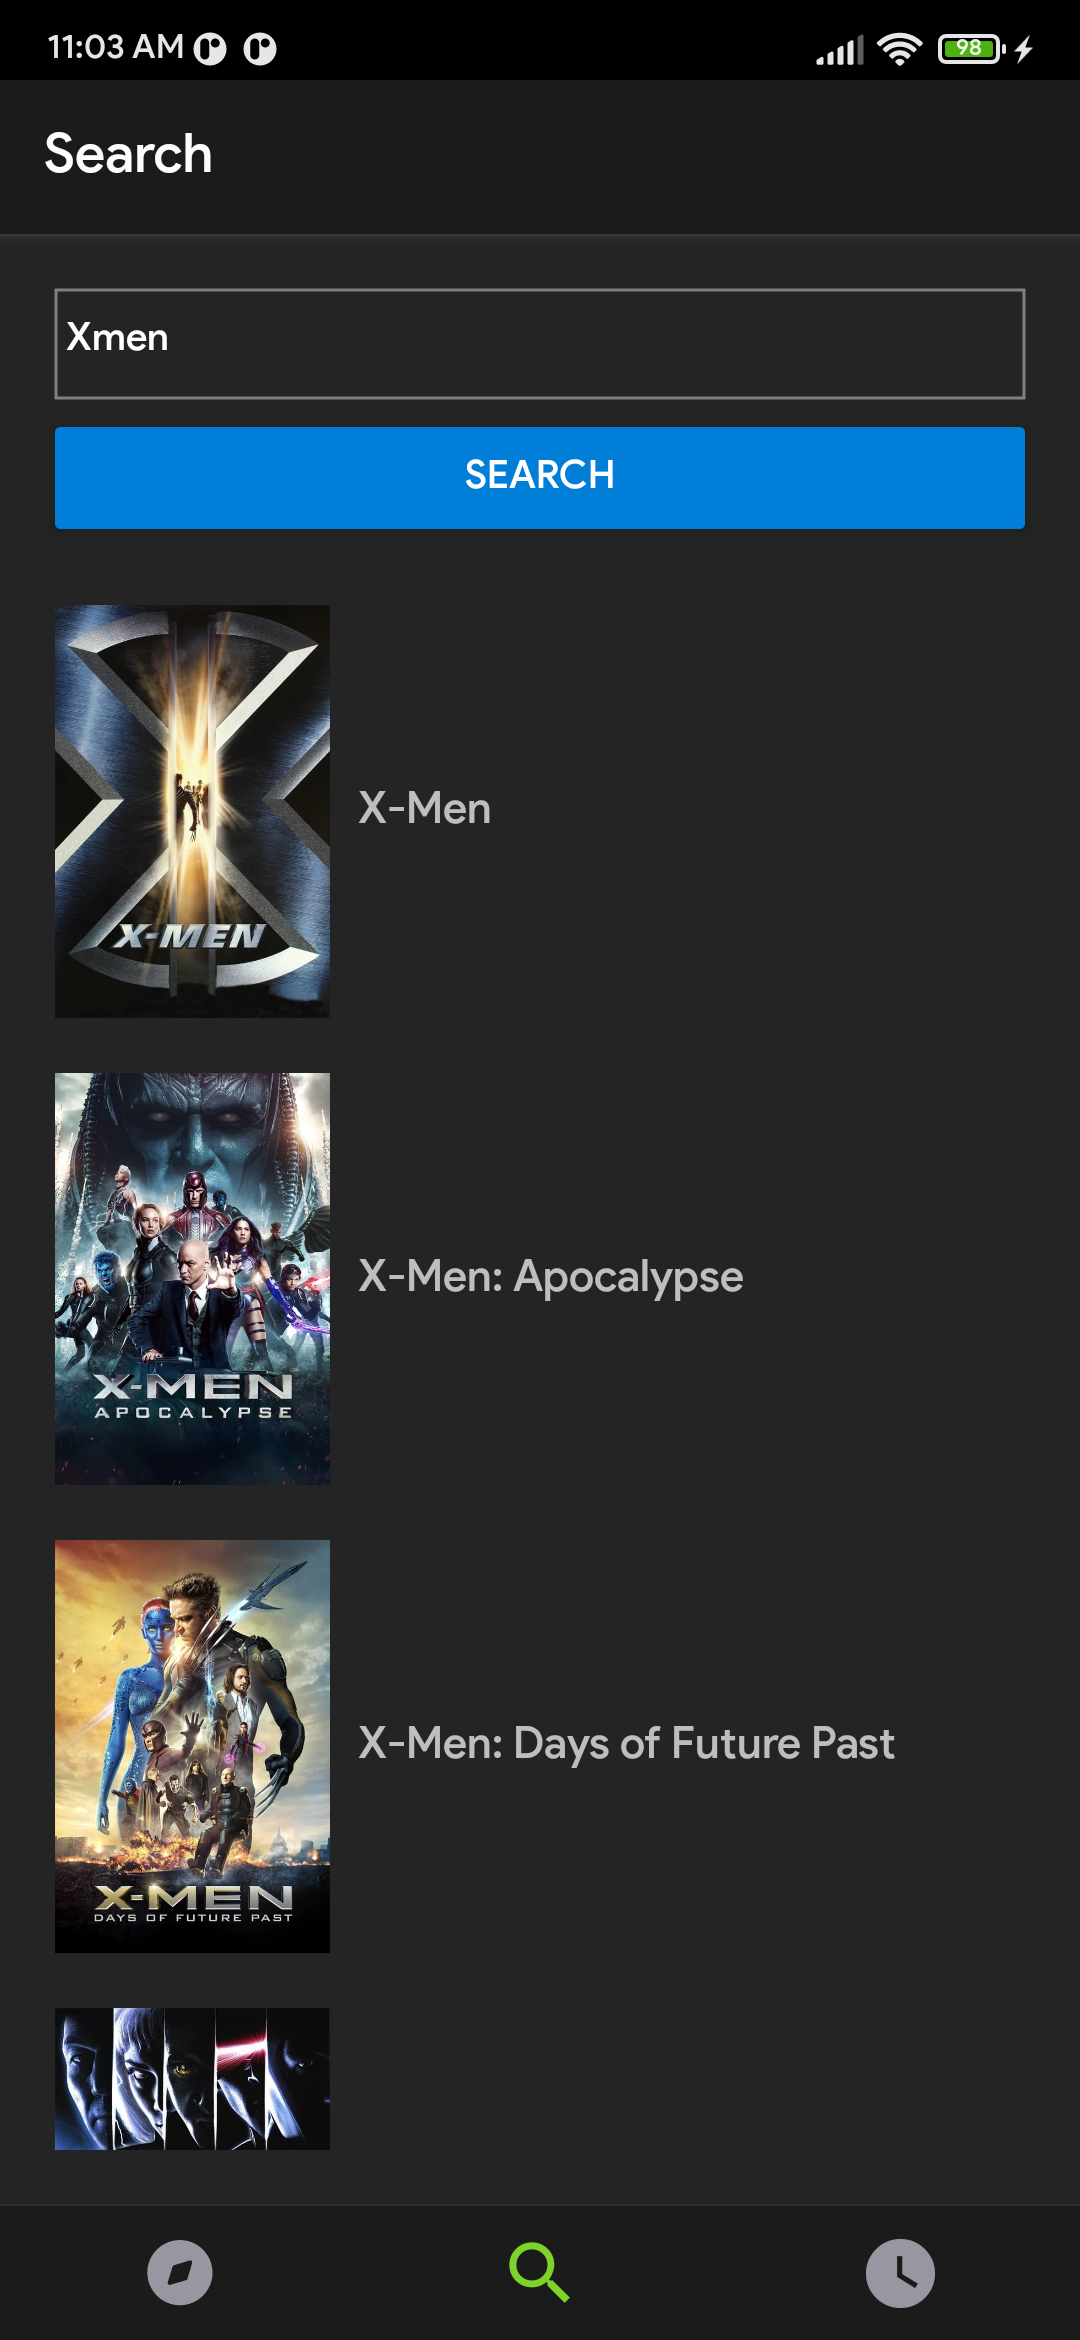 11:03 AM
98
Search
Xmen
SEARCH
X-MEN
X-Men
X-MEN
APOCALYPSE
X-Men: Apocalypse
X-MEN
DAYS OF FUTURE PAST
X-Men: Days of Future Past